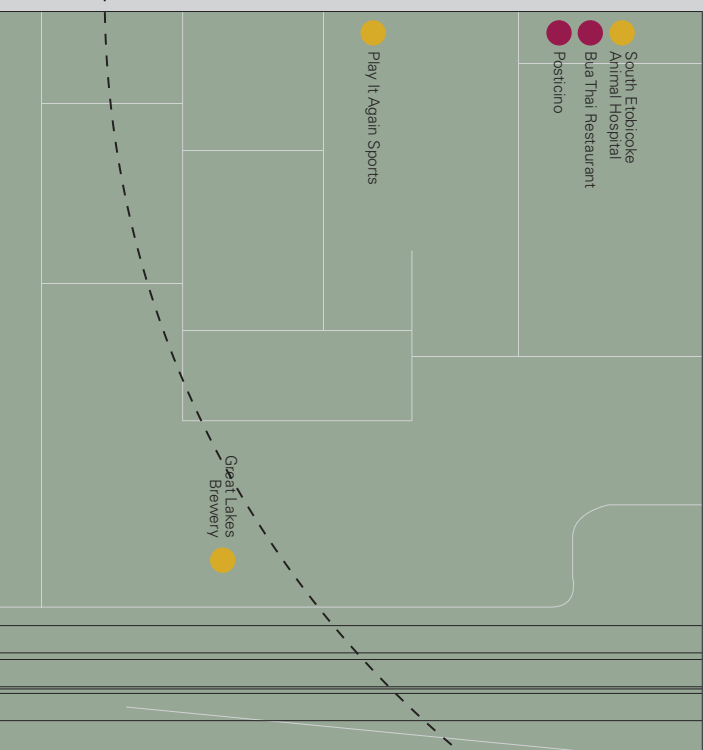 Play It Again Sports
Posticino
Bua Thai Restaurant
South Etobicoke
Animal Hospital
Great Lakes
Brewery